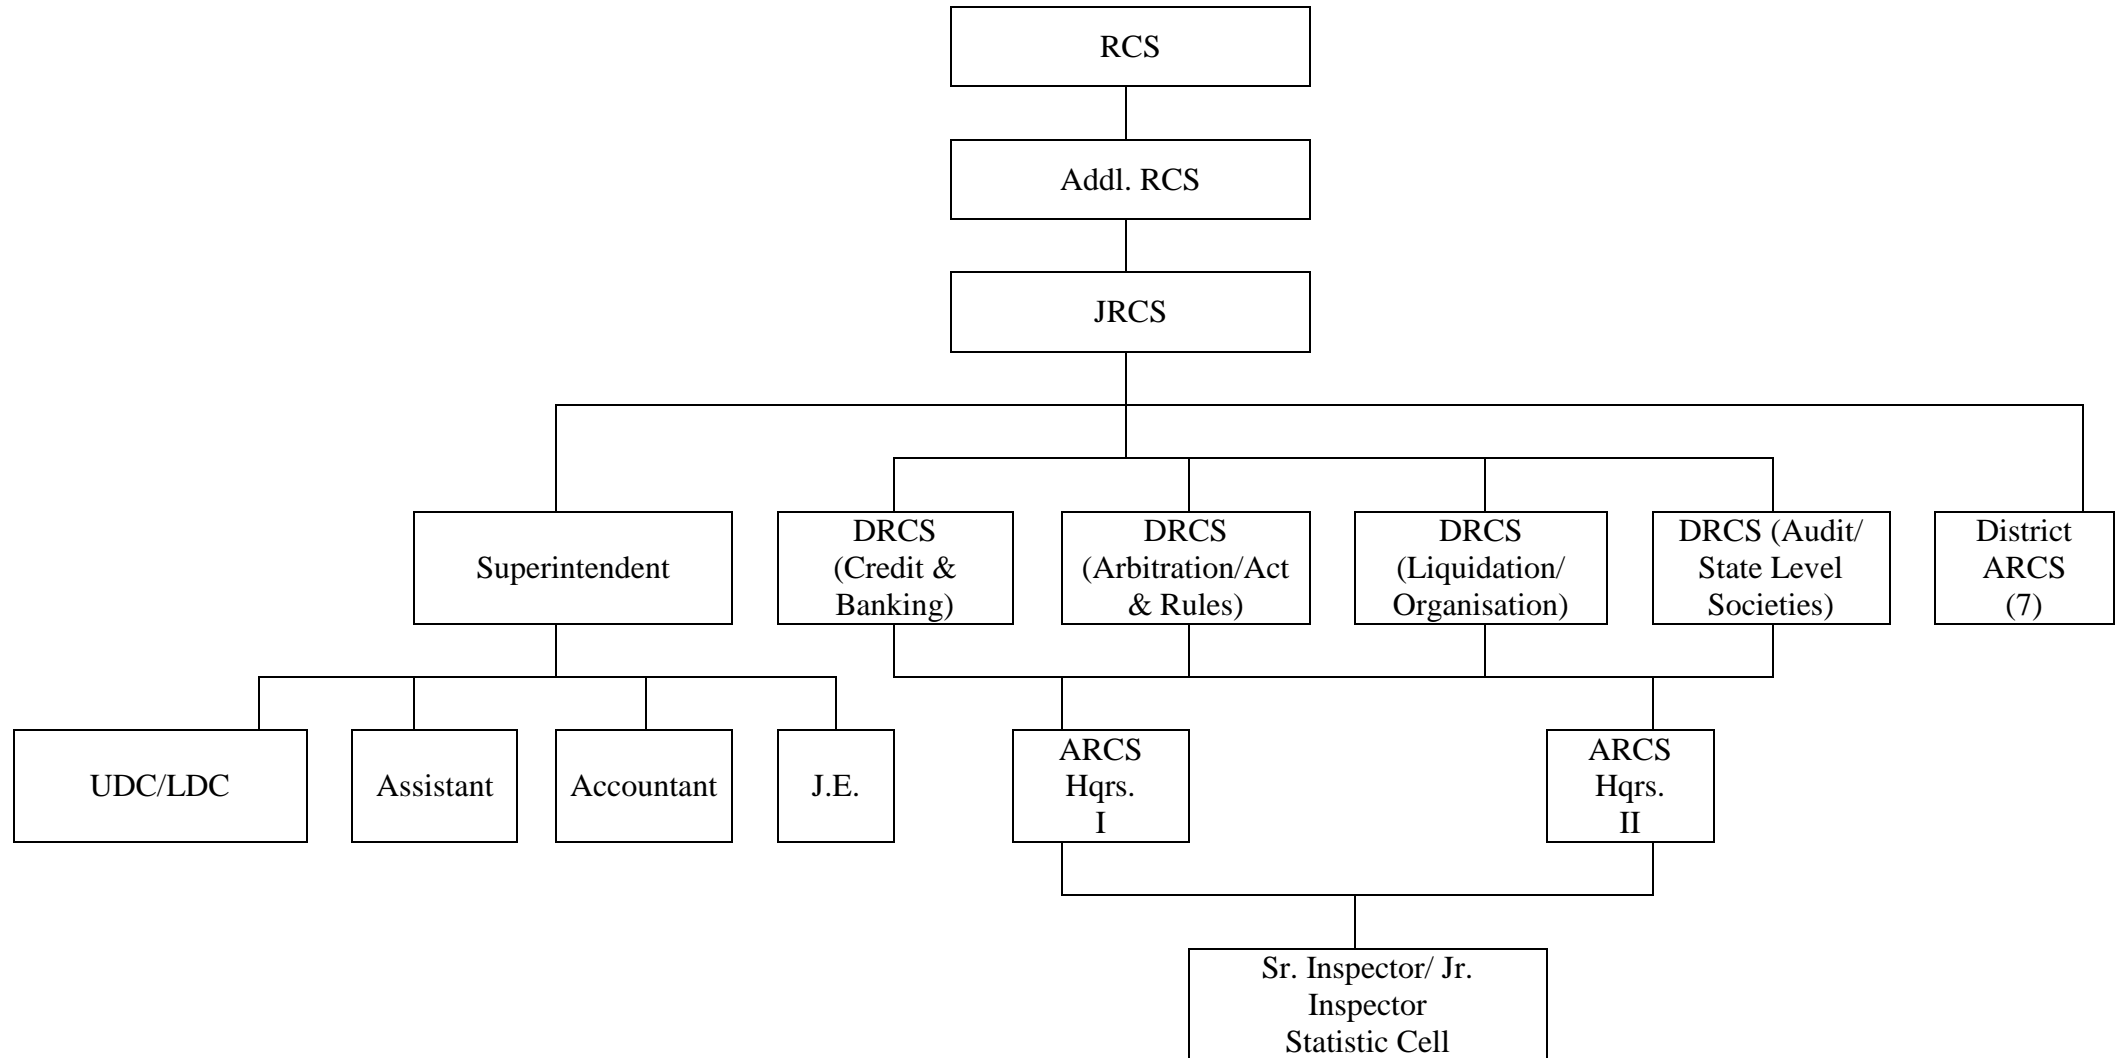 RCS
Addl. RCS
JRCS
Superintendent
DRCS
(Credit &
Banking)
DRCS
(Arbitration/Act
& Rules)
DRCS
(Liquidation/
Organisation)
DRCS (Audit/
State Level
Societies)
District
ARCS
(7)
UDC/LDC
Assistant
Accountant
J.E.
ARCS
Hqrs.
I
ARCS
Hqrs.
II
Sr. Inspector/ Jr.
Inspector
Statistic Cell